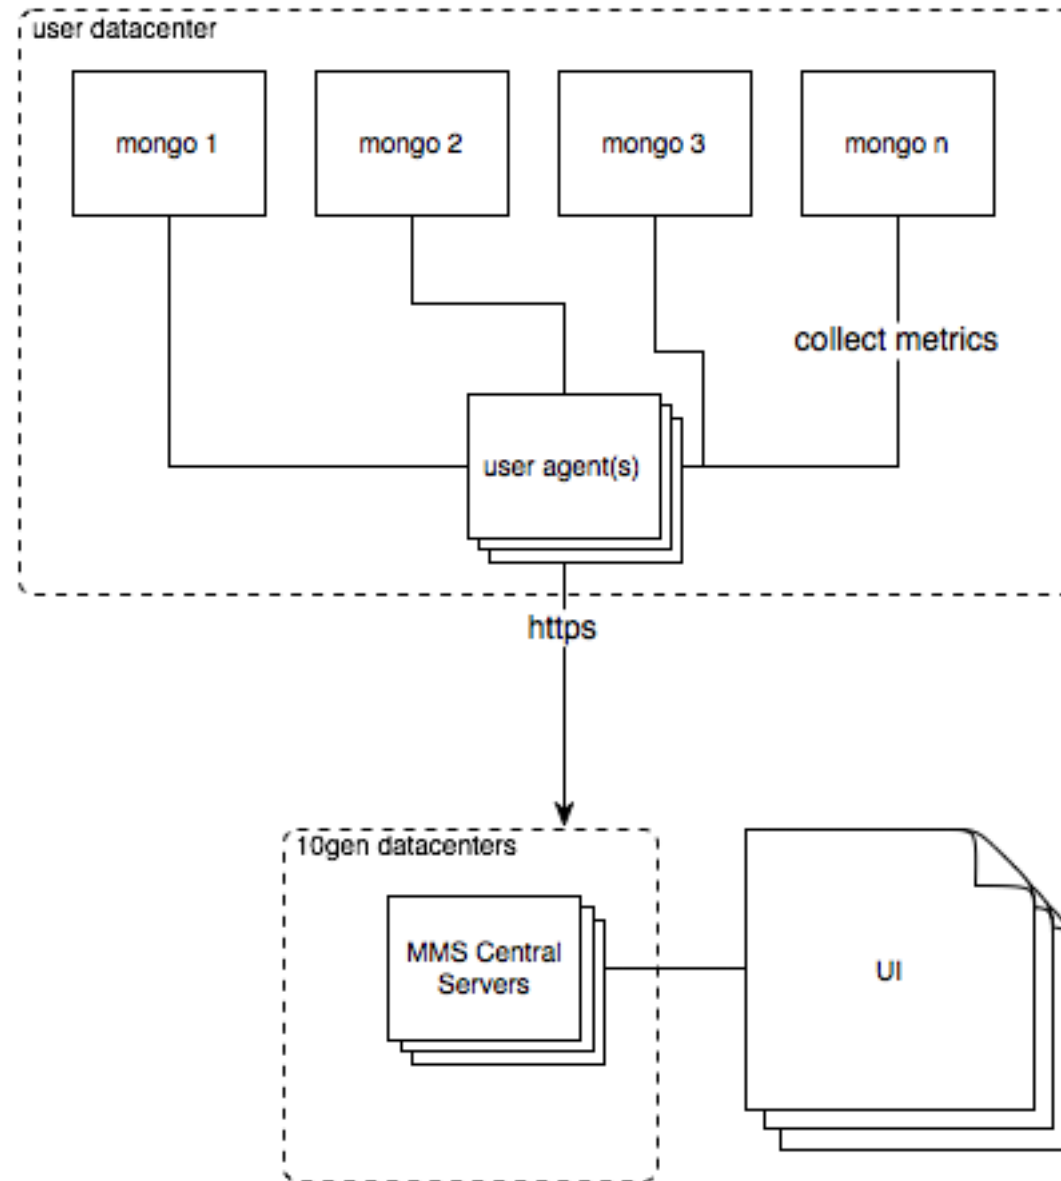 user datacenter
mongo 1
mongo 2
mongo 3
mongo n
collect metrics
user agent(s)
https
10gen datacenters
MMS Central
Servers
UI